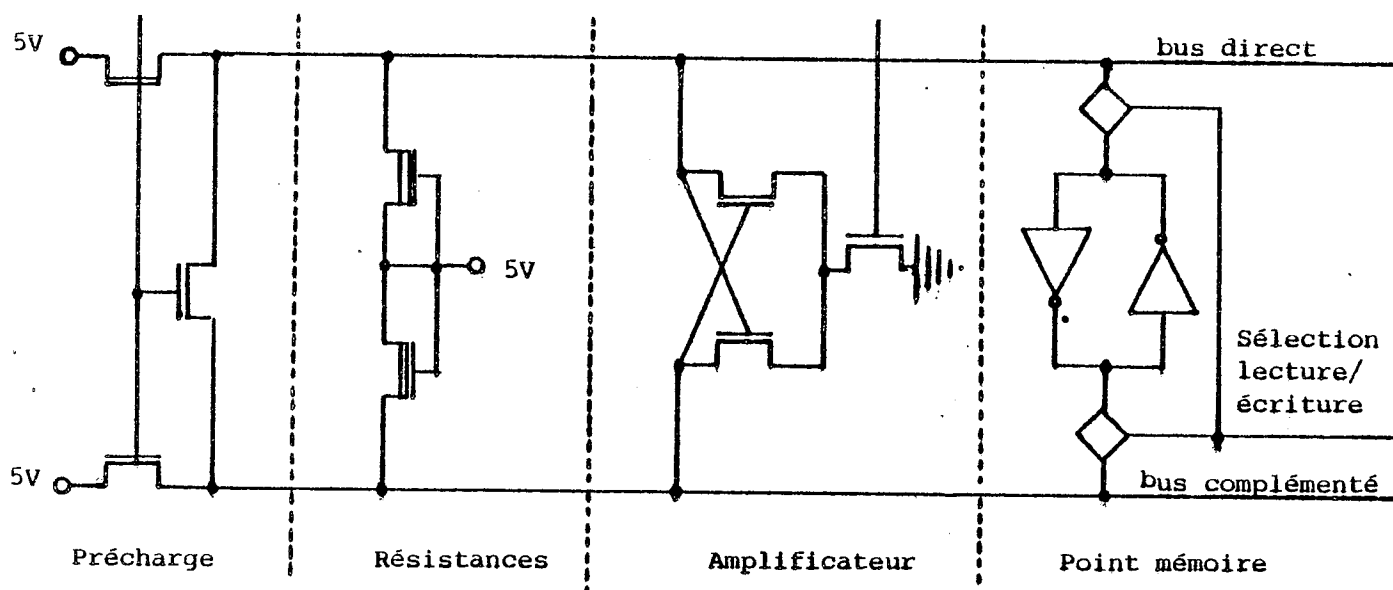 5V
bus direct
5V
Sélection
lecture/
écriture
5V
bus complémenté
Précharge
Résistances
Amplificateur
Point mémoire